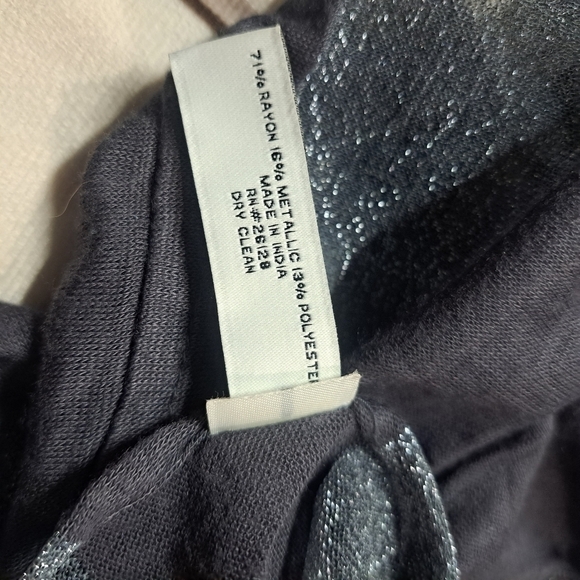 71% RAYON 16% METALLIC 13% POLYESTER
MADE IN INDIA
RN# 26128
DRY CLEAN